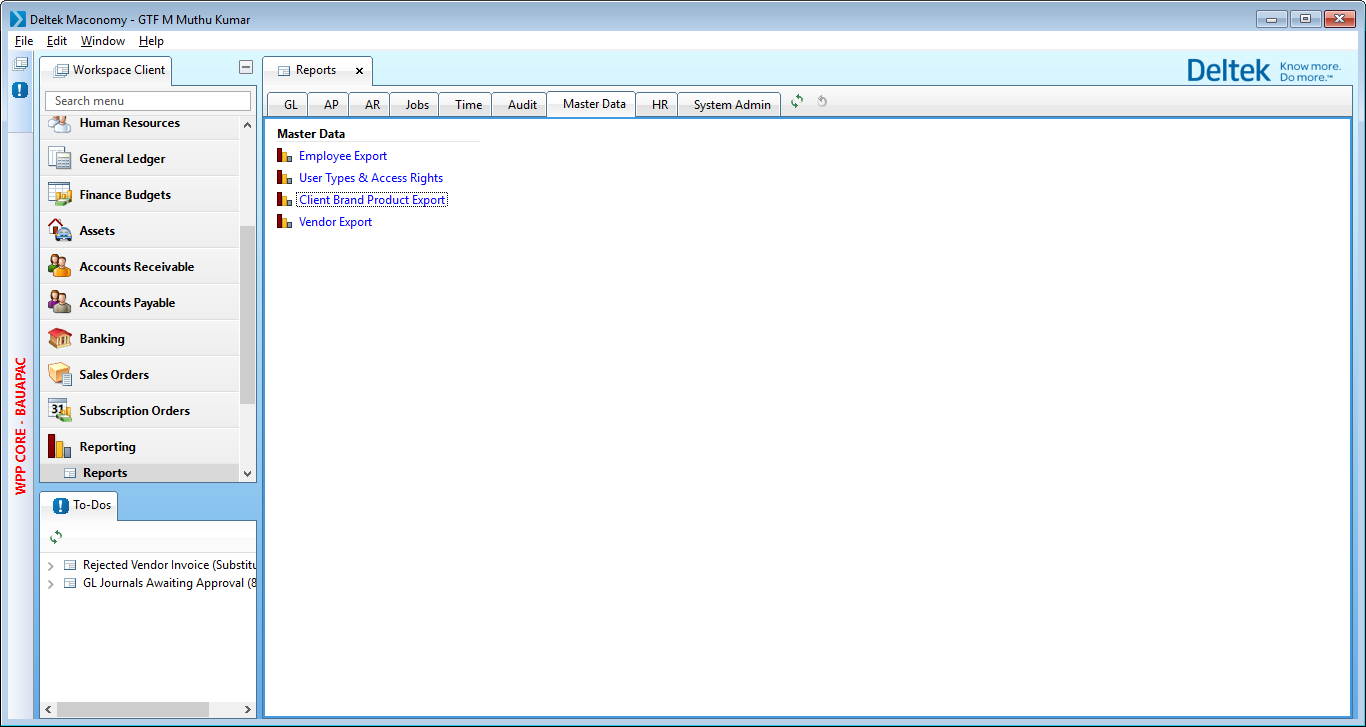 Deltek Maconomy - GTF M Muthu Kumar
File Edit Window Help
Workspace Client
Search menu
Human Resources
General Ledger
Finance Budgets
Assets
Accounts Receivable
Accounts Payable
Banking
Sales Orders
31
Subscription Orders
Reporting
Reports
WPP CORE - BAUAPAC
To-Dos
Rejected Vendor Invoice (Substitu
GL Journals Awaiting Approval (8
Reports
Deltek Know more.
Do more.™
GL AP AR Jobs Time Audit Master Data HR System Admin
Master Data
Employee Export
User Types & Access Rights
Client Brand Product Export
Vendor Export